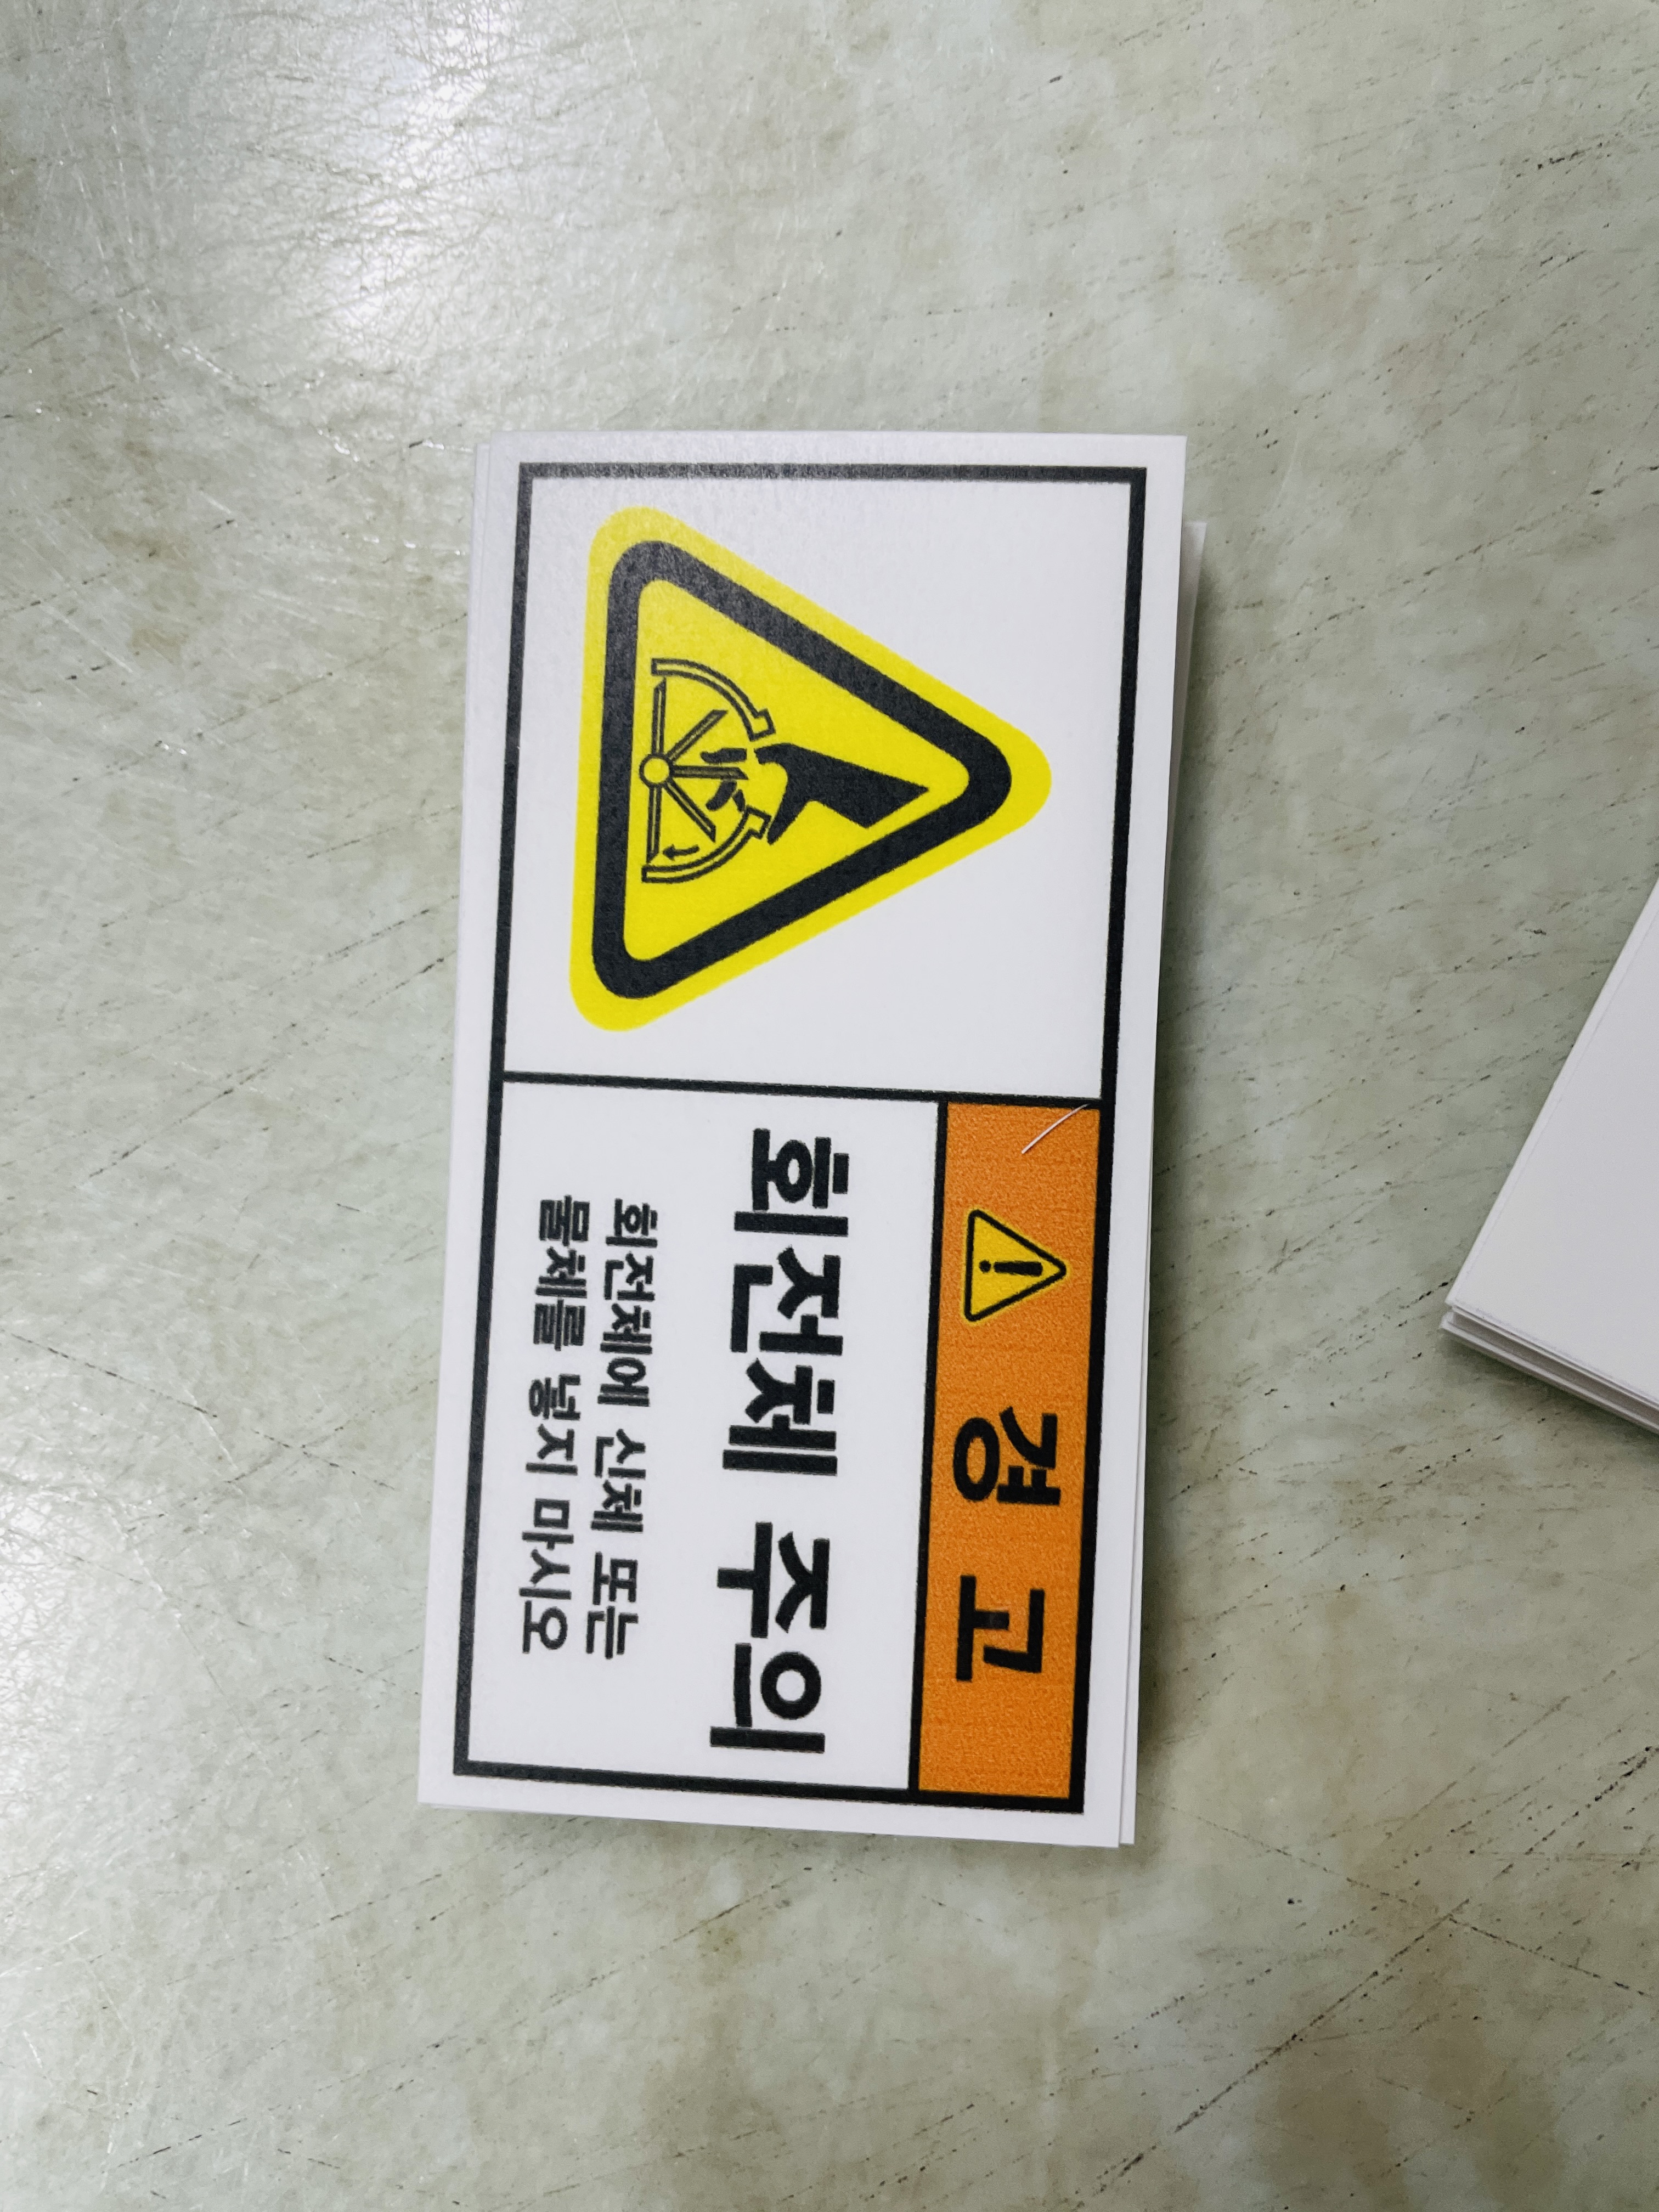 경고
회전체 주의
회전체에 신체 또는
물체를 넣지 마시오